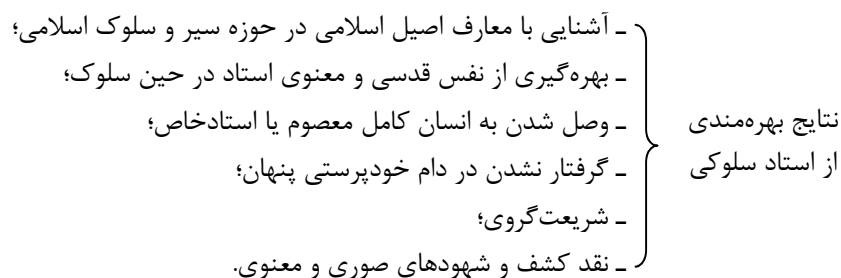 نتایج بهره‌مندی
از استاد سلوکی
ـ آشنایی با معارف اصیل اسلامی در حوزه سیر و سلوک اسلامی؛
ـ بهره‌گیری از نفس قدسی و معنوی استاد در حین سلوک؛
ـ وصل شدن به انسان کامل معصوم یا استادخاص؛
ـ گرفتار نشدن در دام خودپرستی پنهان؛
ـ شریعت‌گروی؛
ـ نقد کشف و شهودهای صوری و معنوی.